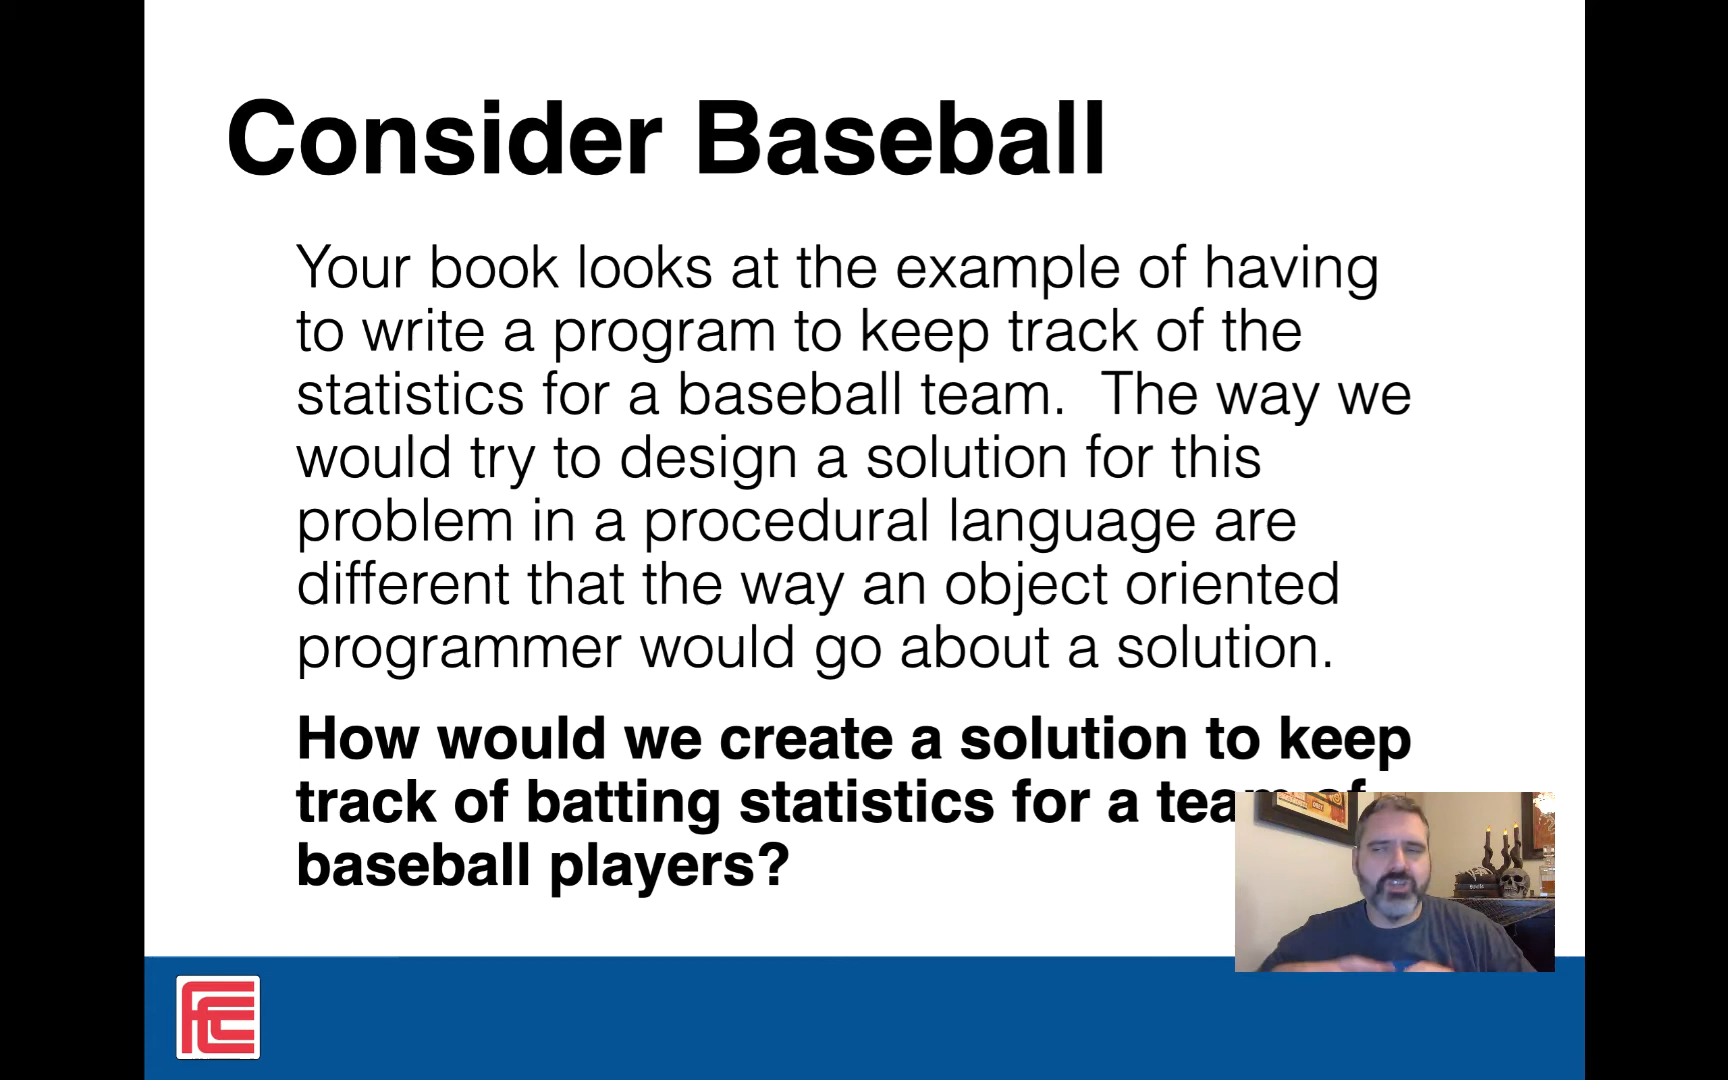 Consider Baseball
Your book looks at the example of having
to write a program to keep track of the
statistics for a baseball team.  The way we
would try to design a solution for this
problem in a procedural language are
different that the way an object oriented
programmer would go about a solution.
How would we create a solution to keep
track of batting statistics for a team of
baseball players?
FCC